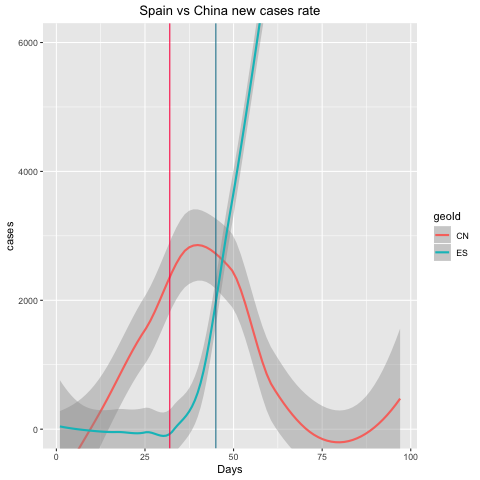 Spain vs China new cases rate
6000
4000
2000
0
cases
0 25 50 75 100
Days
geoId
CN
ES